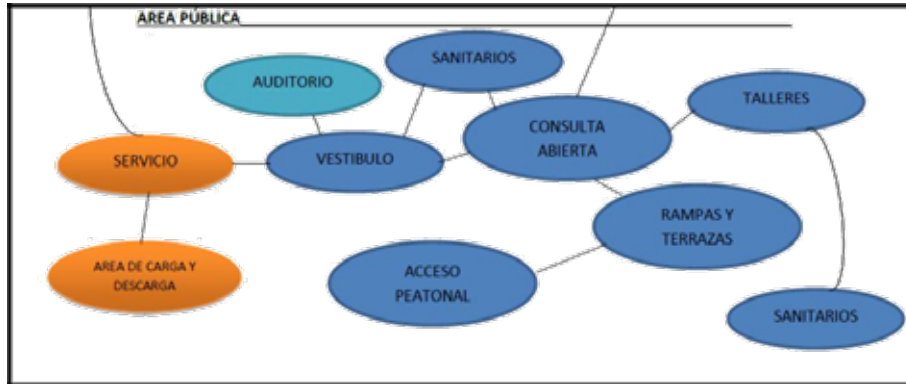 AREA PÚBLICA
SANITARIOS
AUDITORIO
TALLERES
CONSULTA
ABIERTA
SERVICIO
VESTIBULO
RAMPAS Y
TERRAZAS
AREA DE CARGA Y
DESCARGA
ACCESO
PEATONAL
SANITARIOS